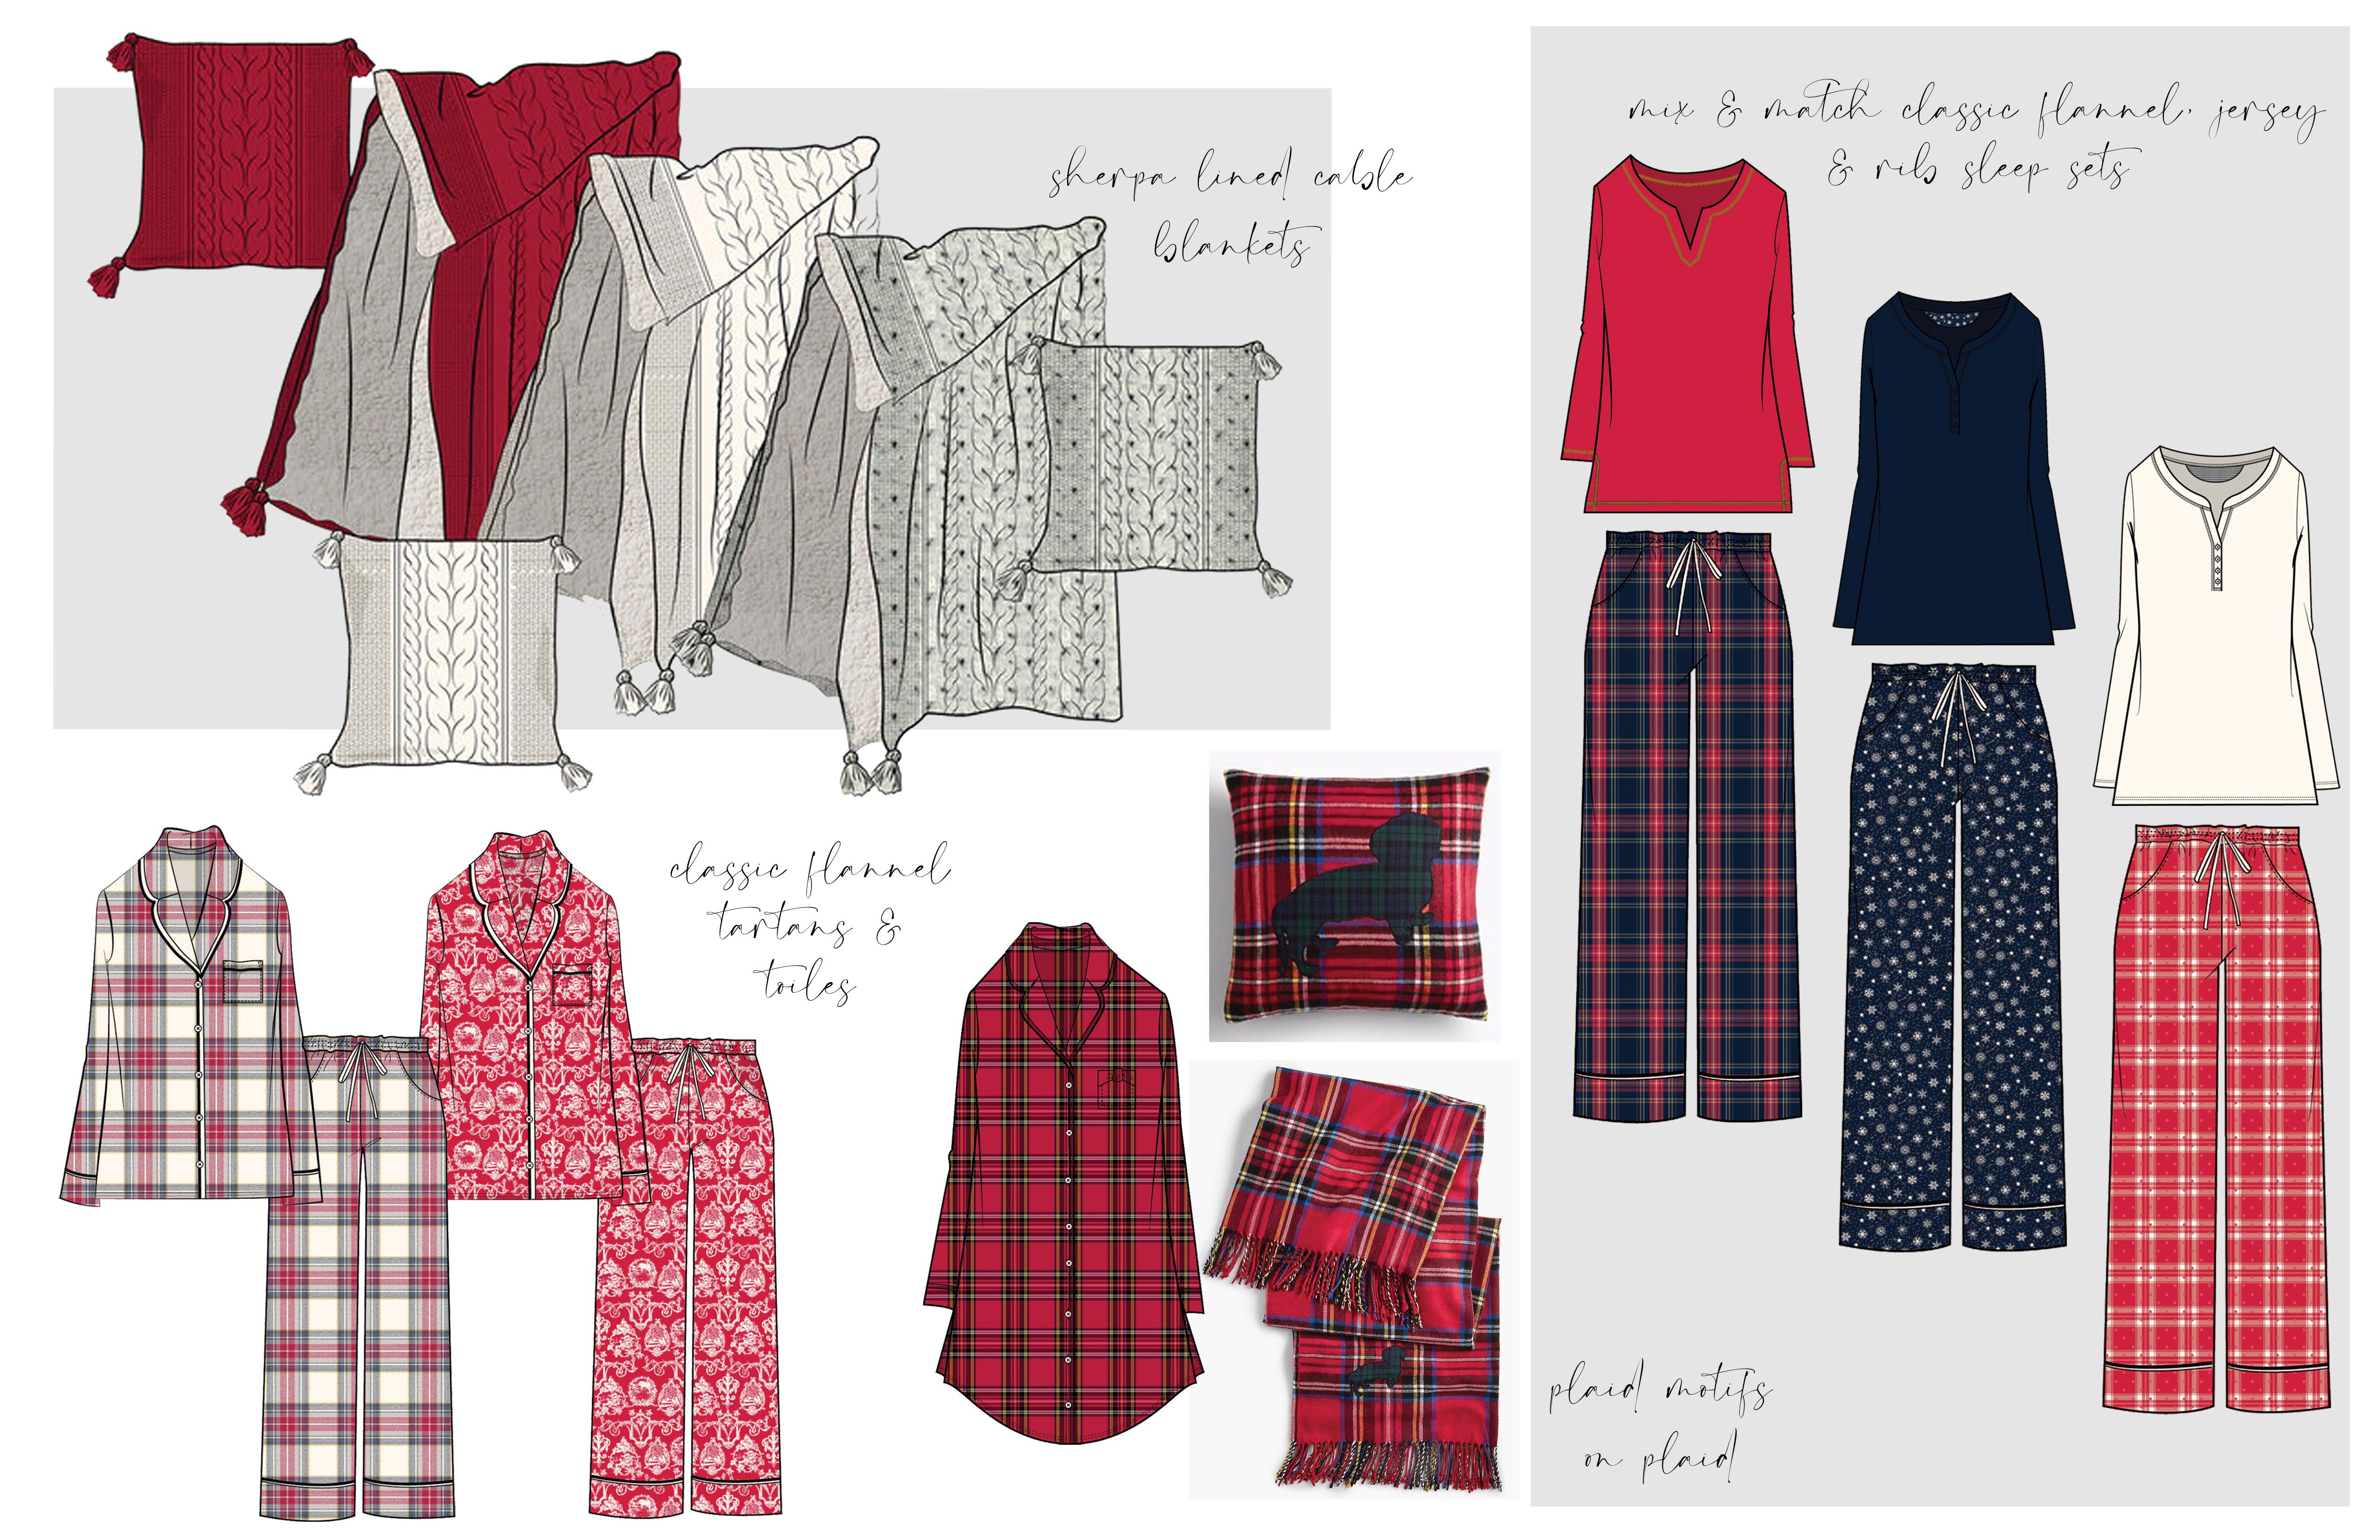 sherpa lined cable
blankets
mix & match classic flannel, jersey
& rib sleep sets
classic flannel
tartans &
toiles
plaid motifs
on plaid